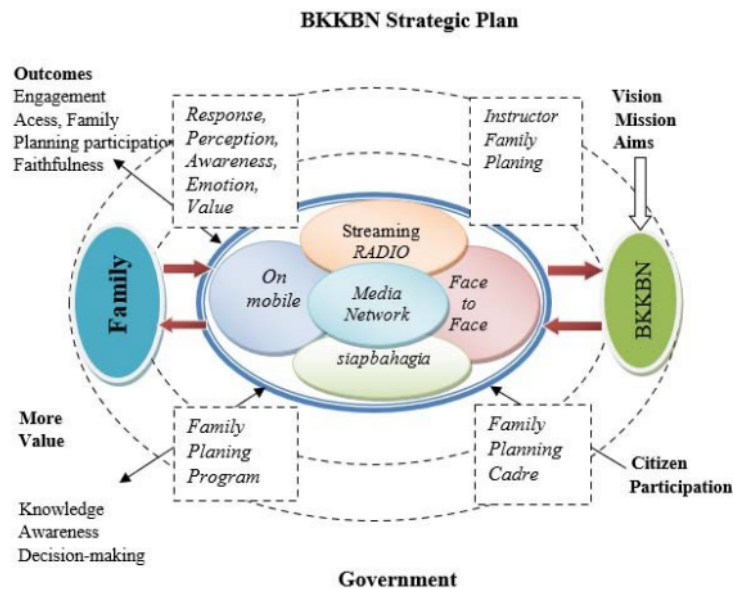 BKKBN Strategic Plan
Outcomes
Engagement
Acess, Family
Planning participation
Faithfulness
Response,
Perception,
Awareness,
Emotion,
Value
Instructor
Family
Planing
Vision
Mission
Aims
Family
On
mobile
Streaming
RADIO
Media
Network
Face
to
Face
siapbahagia
BKKBN
More
Value
Family
Planing
Program
Family
Planning
Cadre
Citizen
Participation
Knowledge
Awareness
Decision-making
Government